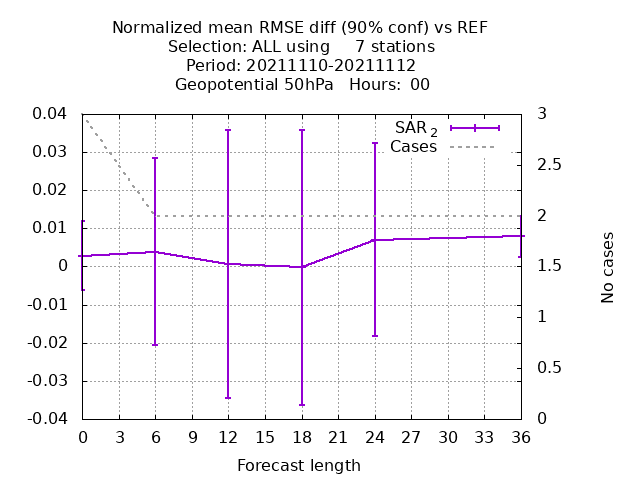 Normalized mean RMSE diff (90% conf) vs REF
Selection: ALL using     7 stations
Period: 20211110-20211112
Geopotential 50hPa   Hours: 00
0.04
0.03
0.02
0.01
0
-0.01
-0.02
-0.03
-0.04
SAR 2
Cases
3
2.5
2
1.5
1
0.5
0
No cases
0 3 6 9 12 15 18 21 24 27 30 33 36
Forecast length